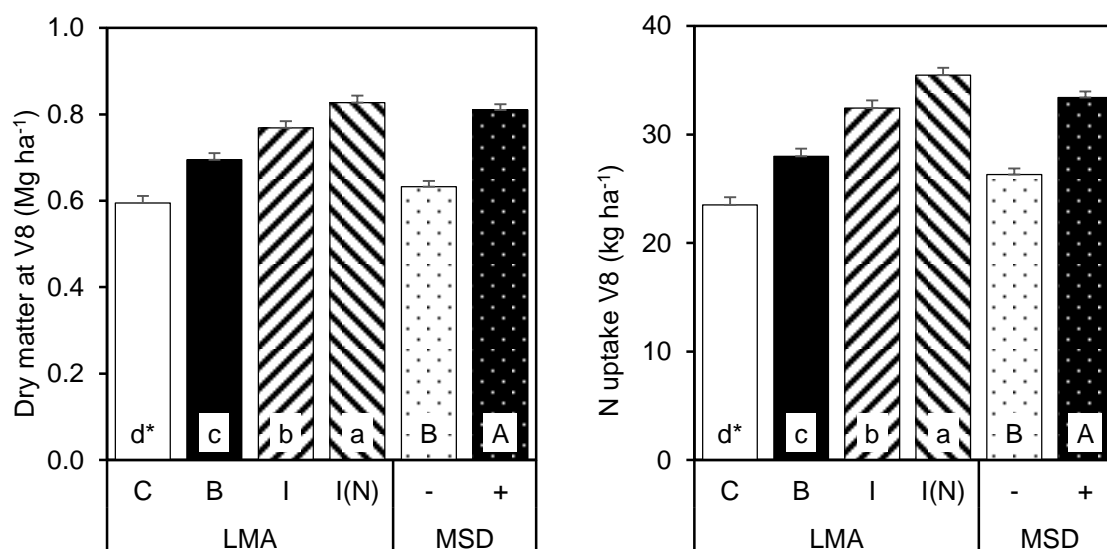 Dry matter at V8 (Mg ha⁻¹)
1.0
0.8
0.6
0.4
0.2
0.0
d* c b a B A
C B I I(N) - +
LMA MSD
N uptake V8 (kg ha⁻¹)
40
30
20
10
0
d* c b a B A
C B I I(N) - +
LMA MSD